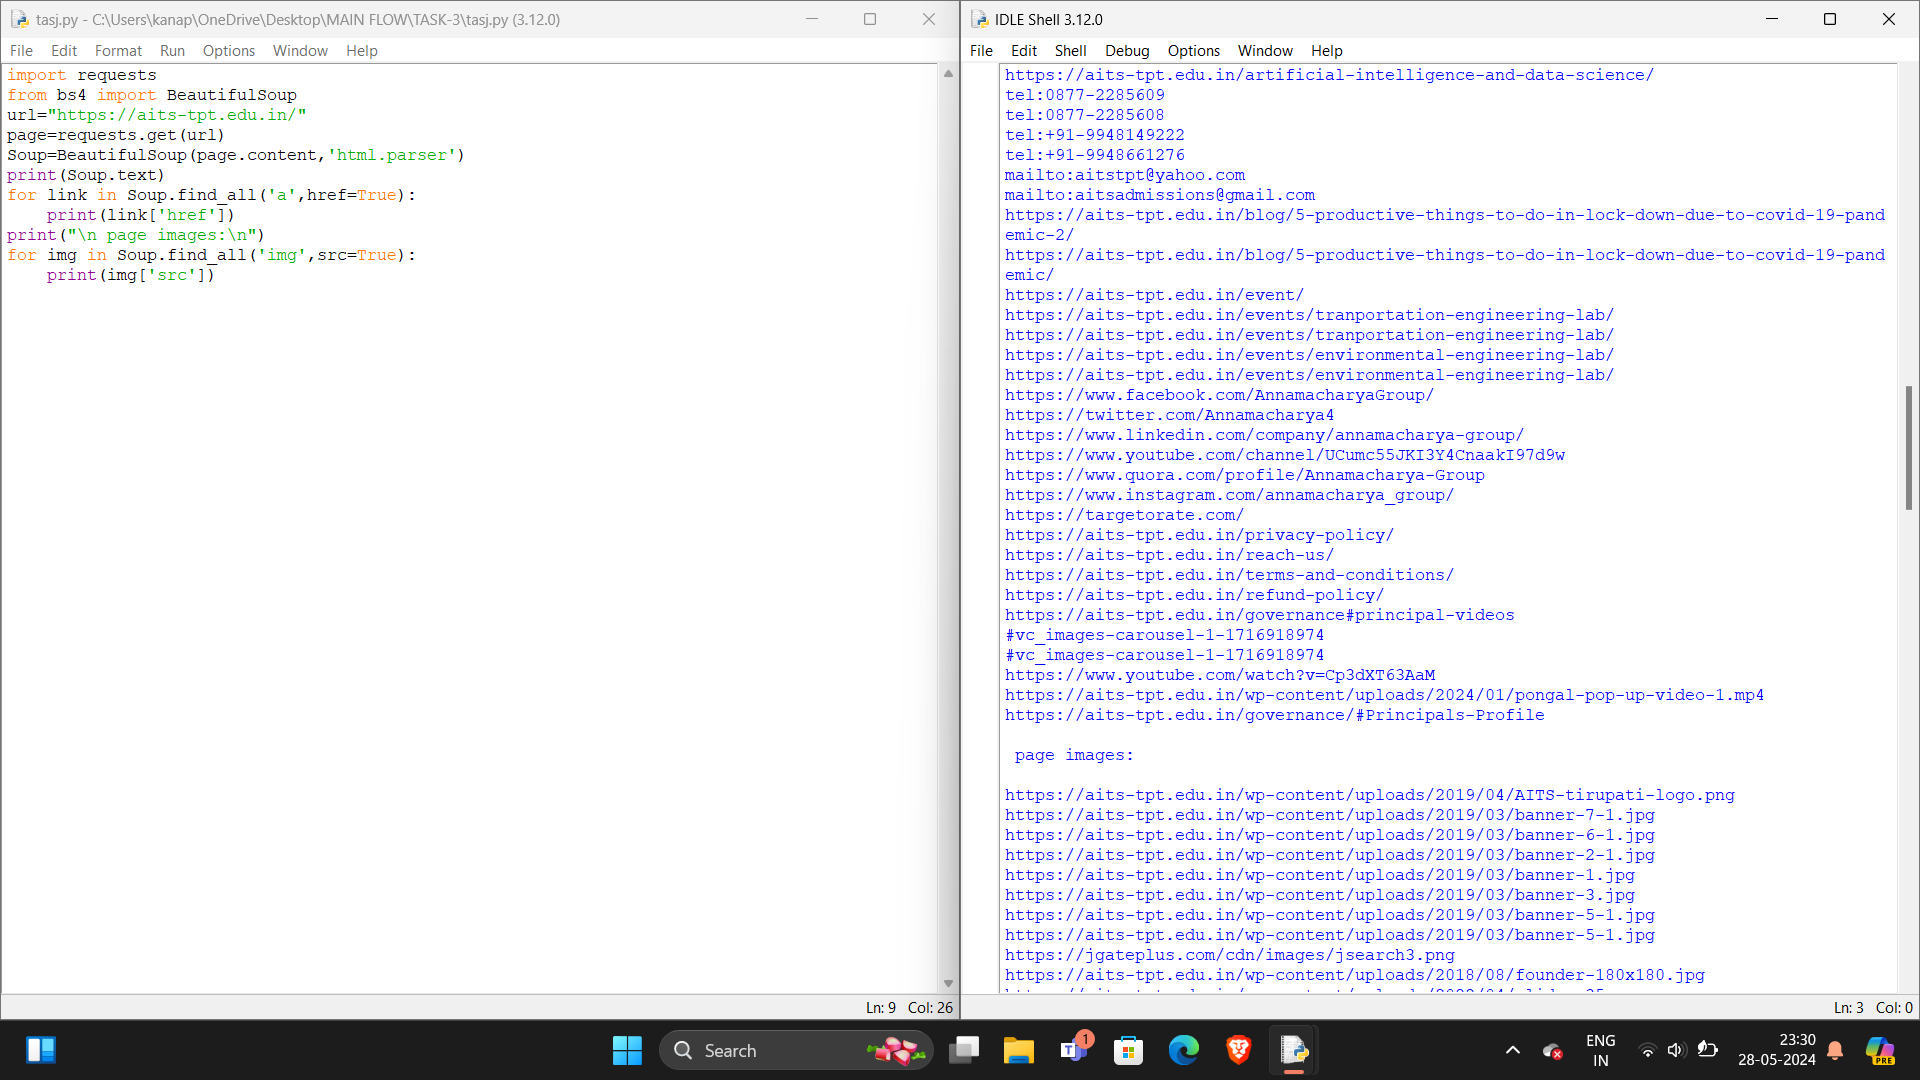 tasj.py - C:\Users\kanap\OneDrive\Desktop\MAIN FLOW\TASK-3\tasj.py (3.12.0)
File Edit Format Run Options Window Help
import requests
from bs4 import BeautifulSoup
url="https://aits-tpt.edu.in/"
page=requests.get(url)
Soup=BeautifulSoup(page.content,'html.parser')
print(Soup.text)
for link in Soup.find_all('a',href=True):
    print(link['href'])
print("\n page images:\n")
for img in Soup.find_all('img',src=True):
    print(img['src'])
Ln: 9 Col: 26
IDLE Shell 3.12.0
File Edit Shell Debug Options Window Help
https://aits-tpt.edu.in/artificial-intelligence-and-data-science/
tel:0877-2285609
tel:0877-2285608
tel:+91-9948149222
tel:+91-9948661276
mailto:aitstpt@yahoo.com
mailto:aitsadmissions@gmail.com
https://aits-tpt.edu.in/blog/5-productive-things-to-do-in-lock-down-due-to-covid-19-pand
emic-2/
https://aits-tpt.edu.in/blog/5-productive-things-to-do-in-lock-down-due-to-covid-19-pand
emic/
https://aits-tpt.edu.in/event/
https://aits-tpt.edu.in/events/tranportation-engineering-lab/
https://aits-tpt.edu.in/events/tranportation-engineering-lab/
https://aits-tpt.edu.in/events/environmental-engineering-lab/
https://aits-tpt.edu.in/events/environmental-engineering-lab/
https://www.facebook.com/AnnamacharyaGroup/
https://twitter.com/Annamacharya4
https://www.linkedin.com/company/annamacharya-group/
https://www.youtube.com/channel/UCumc55JKI3Y4CnaakI97d9w
https://www.quora.com/profile/Annamacharya-Group
https://www.instagram.com/annamacharya_group/
https://targetorate.com/
https://aits-tpt.edu.in/privacy-policy/
https://aits-tpt.edu.in/reach-us/
https://aits-tpt.edu.in/terms-and-conditions/
https://aits-tpt.edu.in/refund-policy/
https://aits-tpt.edu.in/governance#principal-videos
#vc_images-carousel-1-1716918974
#vc_images-carousel-1-1716918974
https://www.youtube.com/watch?v=Cp3dXT63AaM
https://aits-tpt.edu.in/wp-content/uploads/2024/01/pongal-pop-up-video-1.mp4
https://aits-tpt.edu.in/governance/#Principals-Profile
page images:
https://aits-tpt.edu.in/wp-content/uploads/2019/04/AITS-tirupati-logo.png
https://aits-tpt.edu.in/wp-content/uploads/2019/03/banner-7-1.jpg
https://aits-tpt.edu.in/wp-content/uploads/2019/03/banner-6-1.jpg
https://aits-tpt.edu.in/wp-content/uploads/2019/03/banner-2-1.jpg
https://aits-tpt.edu.in/wp-content/uploads/2019/03/banner-1.jpg
https://aits-tpt.edu.in/wp-content/uploads/2019/03/banner-3.jpg
https://aits-tpt.edu.in/wp-content/uploads/2019/03/banner-5-1.jpg
https://aits-tpt.edu.in/wp-content/uploads/2019/03/banner-5-1.jpg
https://jgateplus.com/cdn/images/jsearch3.png
https://aits-tpt.edu.in/wp-content/uploads/2018/08/founder-180x180.jpg
Ln: 3 Col: 0
Search
1
ENG
IN
23:30
28-05-2024
PRE